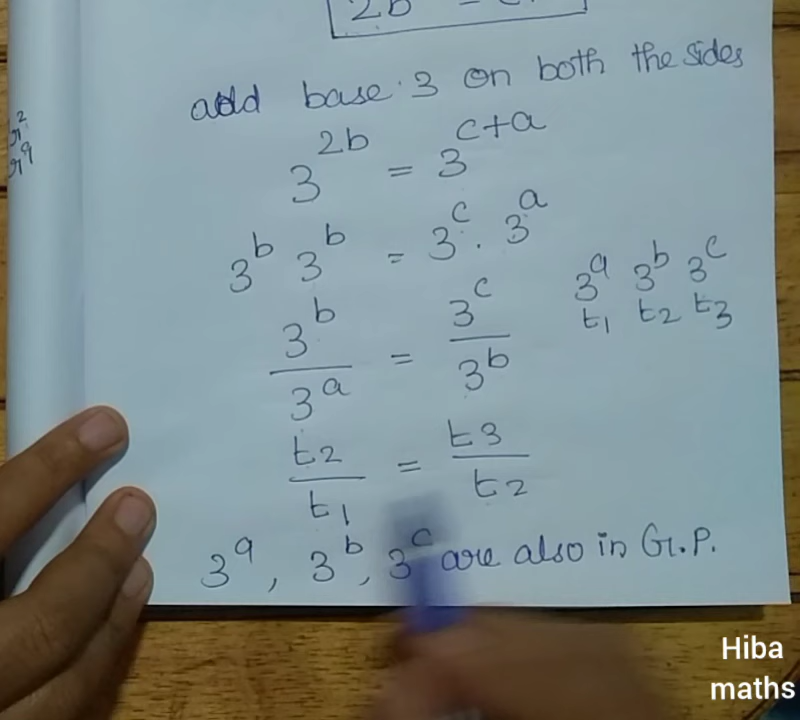 2b = c+a
add base 3 on both the sides
3^2b = 3^c+a
3^b 3^b = 3^c . 3^a
3^b/3^a = 3^c/3^b
3^a 3^b 3^c
t1 t2 t3
t2/t1 = t3/t2
3^a, 3^b, 3^c are also in G.P.
Hiba
maths